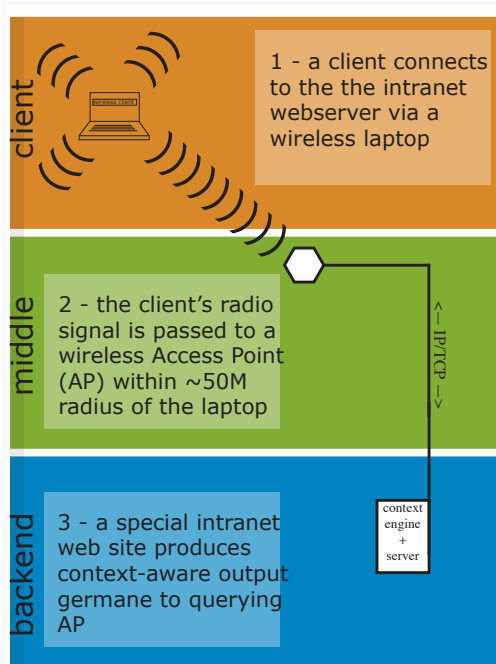 client
wireless client
1 - a client connects
to the the intranet
webserver via a
wireless laptop
middle
2 - the client's radio
signal is passed to a
wireless Access Point
(AP) within ~50M
radius of the laptop
<— IP/TCP —>
backend
3 - a special intranet
web site produces
context-aware output
germane to querying
AP
context
engine
+
server